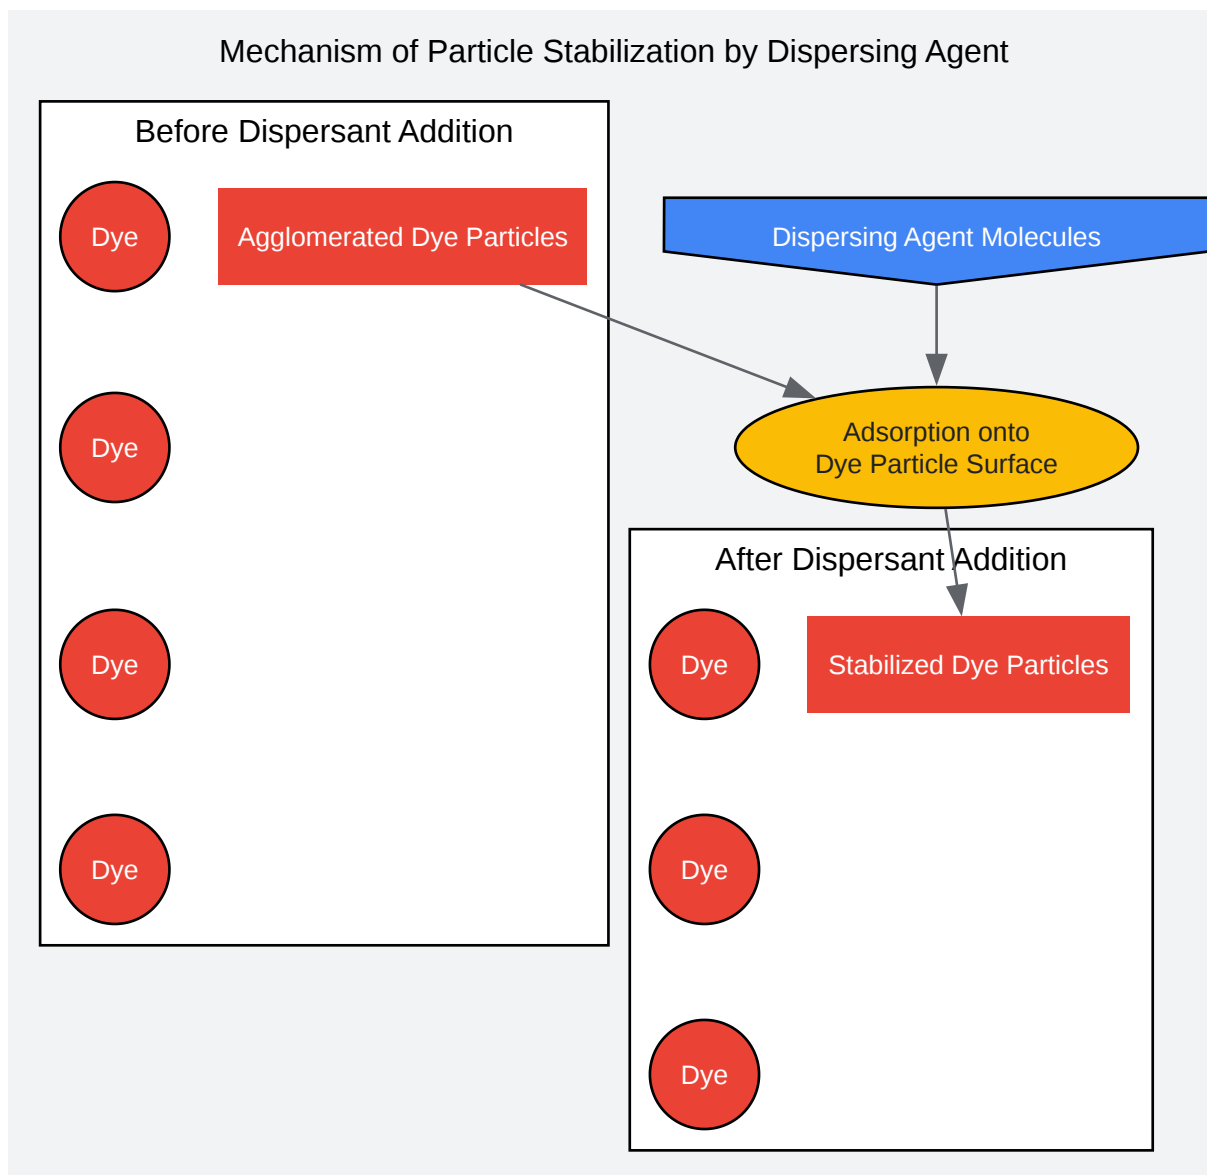 Mechanism of Particle Stabilization by Dispersing Agent
Before Dispersant Addition
Dye
Agglomerated Dye Particles
Dispersing Agent Molecules
Dye
Adsorption onto
Dye Particle Surface
After Dispersant Addition
Dye
Dye
Stabilized Dye Particles
Dye
Dye
Dye